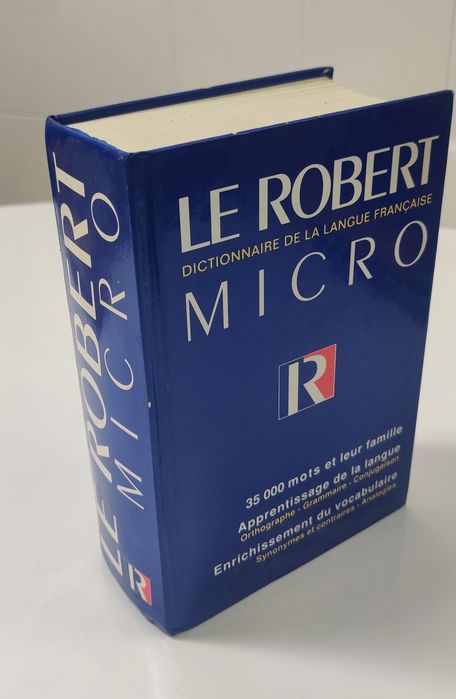 LE ROBERT
DICTIONNAIRE DE LA LANGUE FRANÇAISE
MICRO
R
35 000 mots et leur famille
Apprentissage de la langue
Orthographe · Grammaire · Conjugaison
Enrichissement du vocabulaire
Synonymes et contraires · Analogies
LE ROBERT
MICRO
R